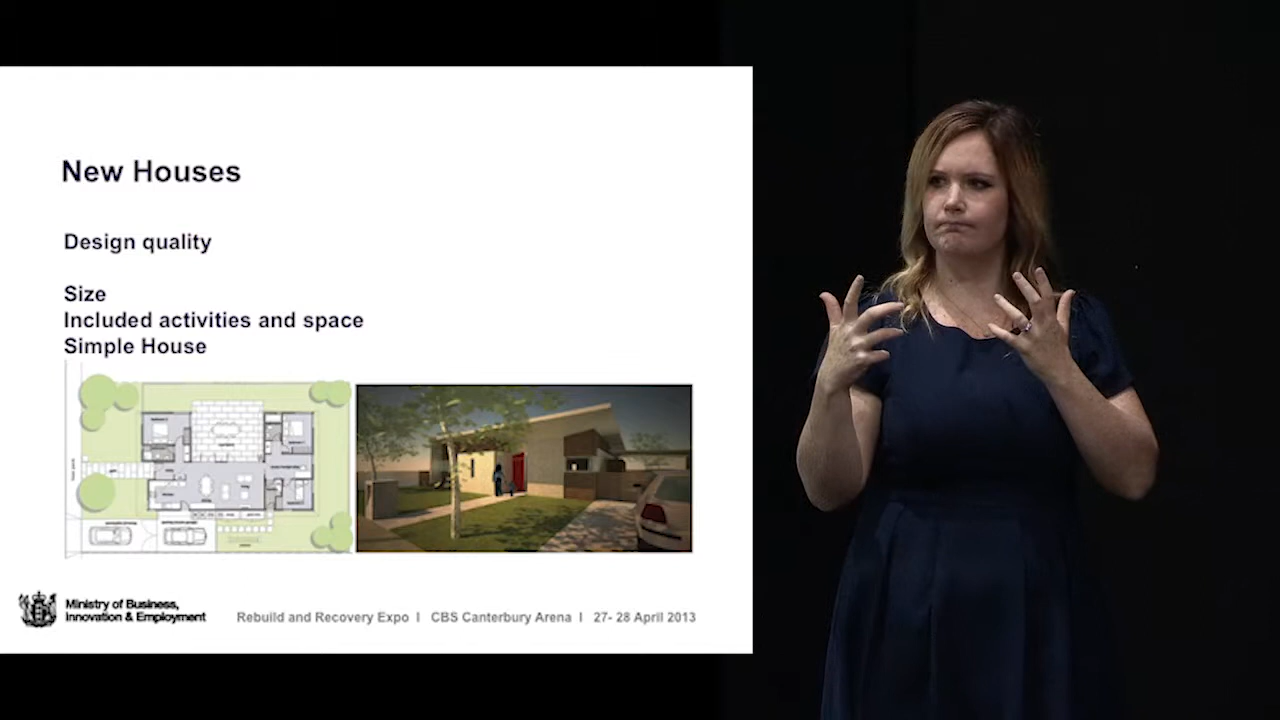 New Houses
Design quality
Size
Included activities and space
Simple House
Ministry of Business,
Innovation & Employment
Rebuild and Recovery Expo I CBS Canterbury Arena I 27- 28 April 2013